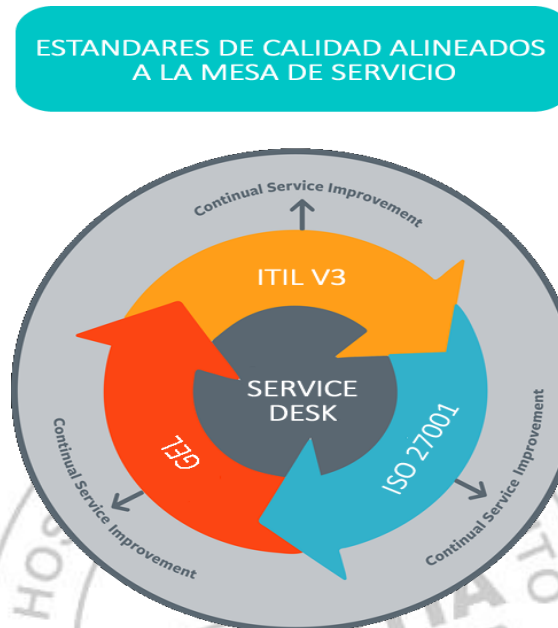 ESTANDARES DE CALIDAD ALINEADOS
A LA MESA DE SERVICIO
Continual Service Improvement
ITIL V3
SERVICE
DESK
GEL
ISO 27001
Continual Service Improvement
Continual Service Improvement